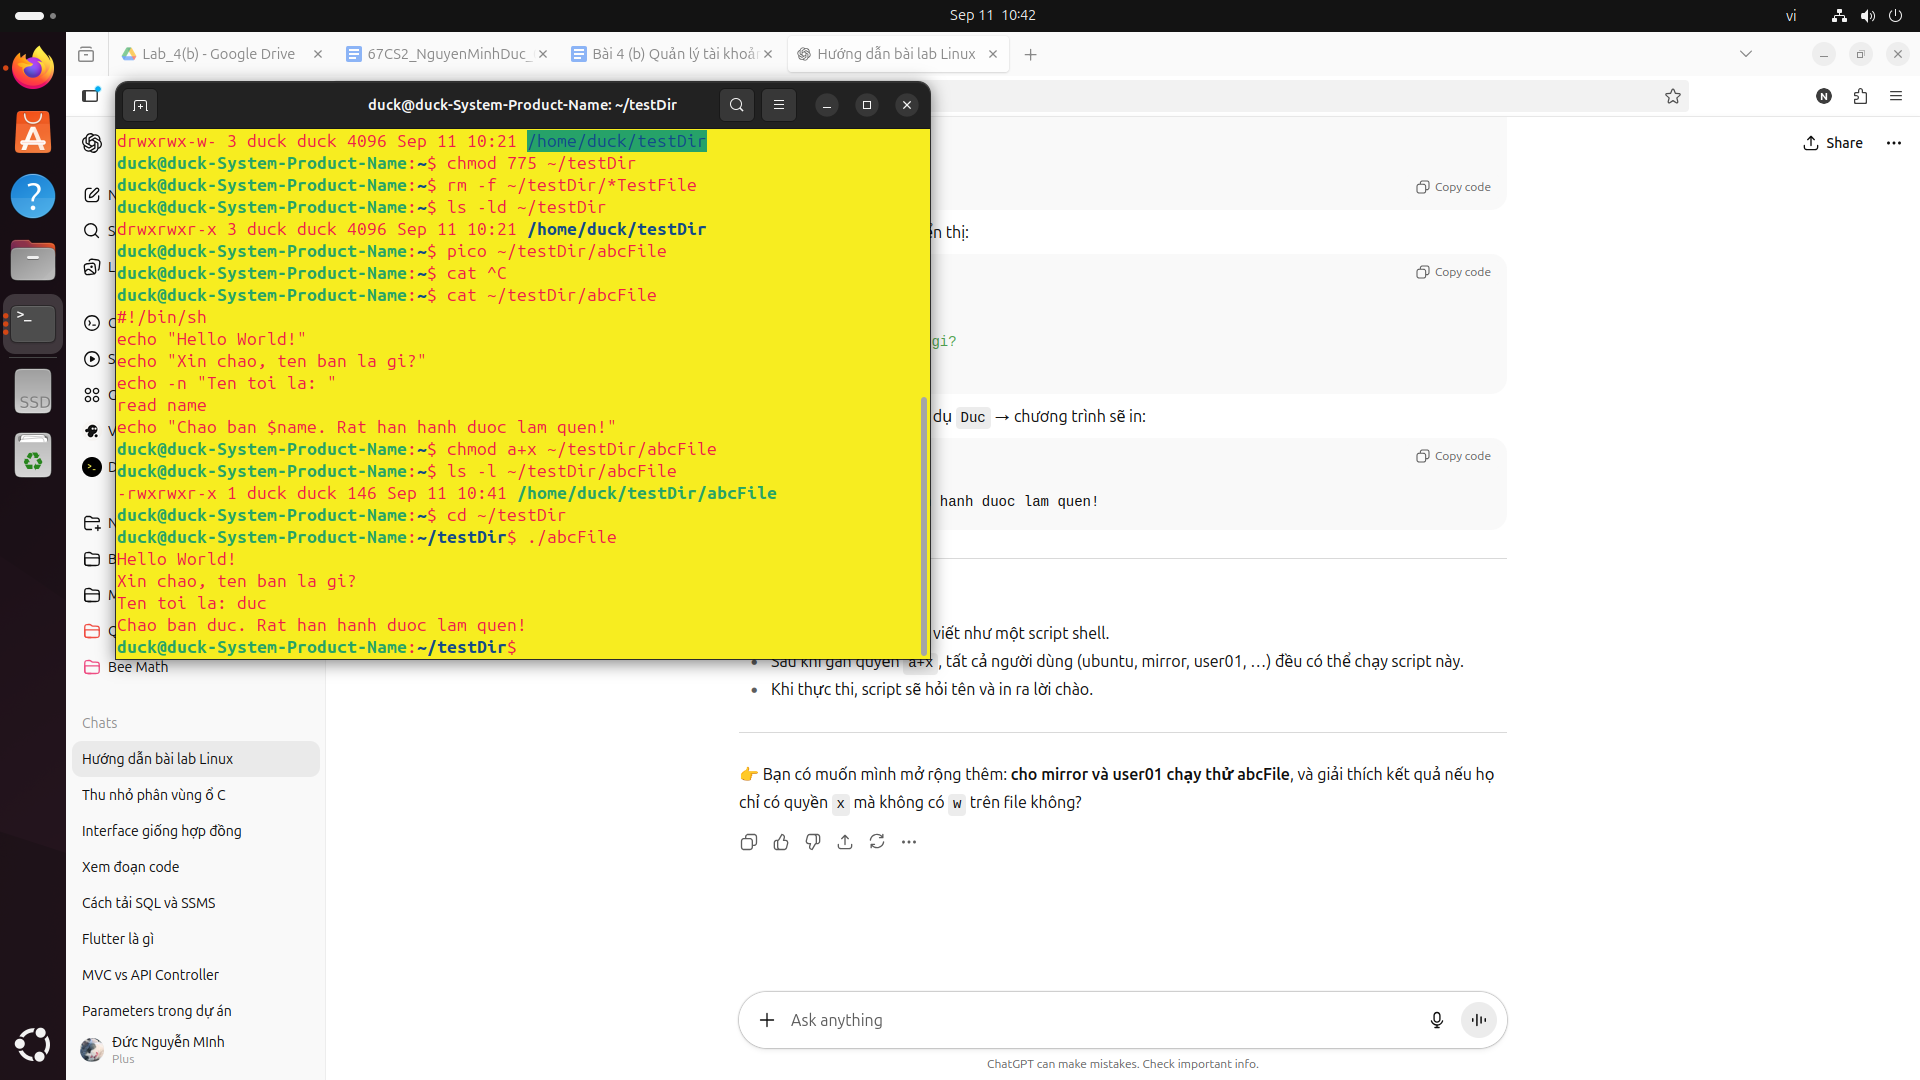 Sep 11 10:42
vi
Lab_4(b) - Google Drive
67CS2_NguyenMinhDuc_
Bài 4 (b) Quản lý tài khoả
Hướng dẫn bài lab Linux
duck@duck-System-Product-Name: ~/testDir
N
drwxrwx-w- 3 duck duck 4096 Sep 11 10:21 /home/duck/testDir
duck@duck-System-Product-Name:~$ chmod 775 ~/testDir
duck@duck-System-Product-Name:~$ rm -f ~/testDir/*TestFile
duck@duck-System-Product-Name:~$ ls -ld ~/testDir
drwxrwxr-x 3 duck duck 4096 Sep 11 10:21 /home/duck/testDir
duck@duck-System-Product-Name:~$ pico ~/testDir/abcFile
duck@duck-System-Product-Name:~$ cat ^C
duck@duck-System-Product-Name:~$ cat ~/testDir/abcFile
#!/bin/sh
echo "Hello World!"
echo "Xin chao, ten ban la gi?"
echo -n "Ten toi la: "
read name
echo "Chao ban $name. Rat han hanh duoc lam quen!"
duck@duck-System-Product-Name:~$ chmod a+x ~/testDir/abcFile
duck@duck-System-Product-Name:~$ ls -l ~/testDir/abcFile
-rwxrwxr-x 1 duck duck 146 Sep 11 10:41 /home/duck/testDir/abcFile
duck@duck-System-Product-Name:~$ cd ~/testDir
duck@duck-System-Product-Name:~/testDir$ ./abcFile
Hello World!
Xin chao, ten ban la gi?
Ten toi la: duc
Chao ban duc. Rat han hanh duoc lam quen!
duck@duck-System-Product-Name:~/testDir$
SSD
Bee Math
Chats
Hướng dẫn bài lab Linux
Thu nhỏ phân vùng ổ C
Interface giống hợp đồng
Xem đoạn code
Cách tải SQL và SSMS
Flutter là gì
MVC vs API Controller
Parameters trong dự án
Đức Nguyễn MInh
Plus
Share
Copy code
thị:
Copy code
gi?
dụ Duc → chương trình sẽ in:
Copy code
hanh duoc lam quen!
viết như một script shell.
Sau khi gán quyền a+x, tất cả người dùng (ubuntu, mirror, user01, …) đều có thể chạy script này.
Khi thực thi, script sẽ hỏi tên và in ra lời chào.
👉 Bạn có muốn mình mở rộng thêm: cho mirror và user01 chạy thử abcFile, và giải thích kết quả nếu họ
chỉ có quyền x mà không có w trên file không?
Ask anything
ChatGPT can make mistakes. Check important info.